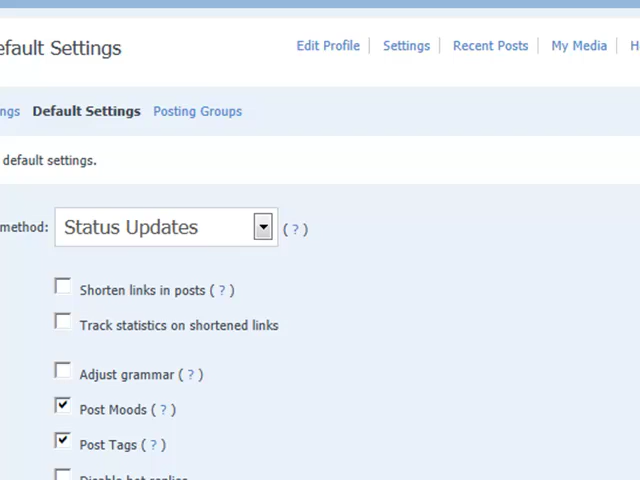 efault Settings
Edit Profile Settings Recent Posts My Media H
ngs Default Settings Posting Groups
default settings.
method: Status Updates ( ? )
Shorten links in posts ( ? )
Track statistics on shortened links
Adjust grammar ( ? )
Post Moods ( ? )
Post Tags ( ? )